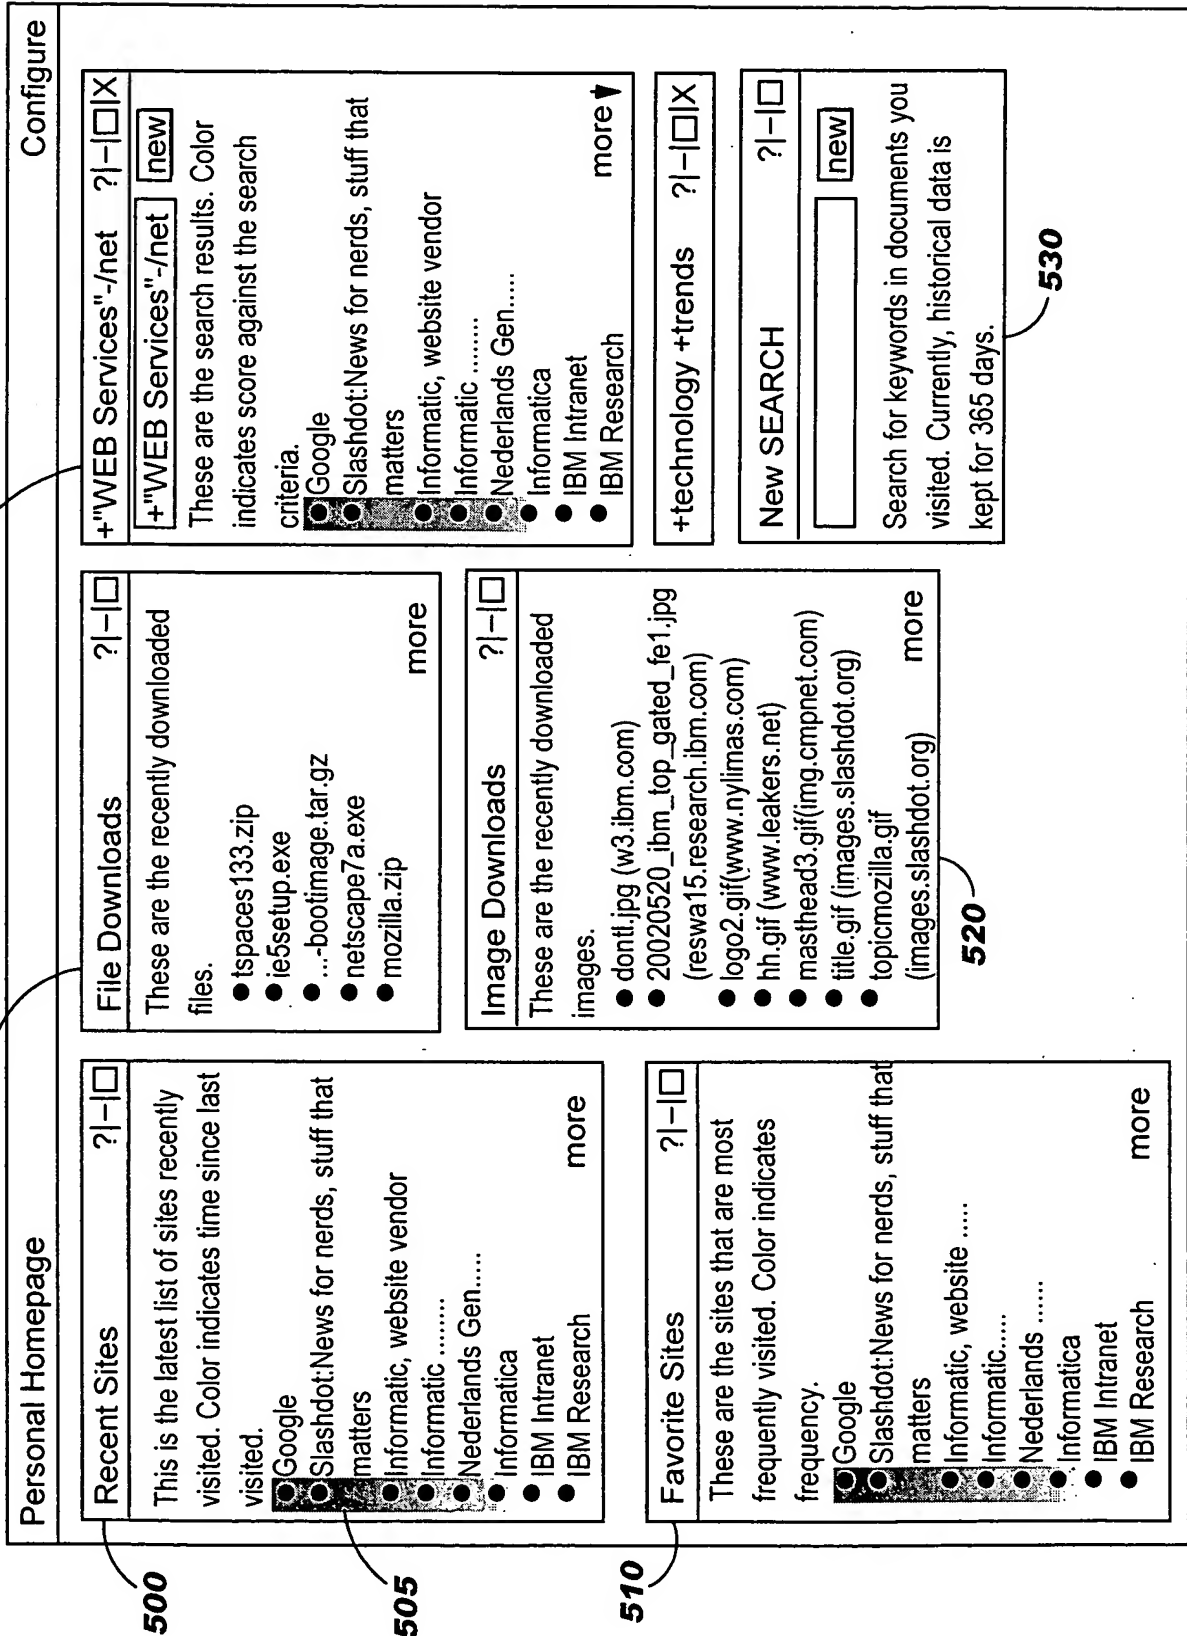 Personal Homepage
Configure
Recent Sites ?|–|□
This is the latest list of sites recently
visited. Color indicates time since last
visited.
● Google
● Slashdot:News for nerds, stuff that
matters
● Informatic, website vendor
● Informatic ........
● Nederlands Gen.....
● Informatica
● IBM Intranet
● IBM Research
more
500
505
Favorite Sites ?|–|□
These are the sites that are most
frequently visited. Color indicates
frequency.
● Google
● Slashdot:News for nerds, stuff that
matters
● Informatic, website .....
● Informatic.....
● Nederlands ......
● Informatica
● IBM Intranet
● IBM Research
more
510
File Downloads ?|–|□
These are the recently downloaded
files.
● tspaces133.zip
● ie5setup.exe
● ...-bootimage.tar.gz
● netscape7a.exe
● mozilla.zip
more
Image Downloads ?|–|□
These are the recently downloaded
images.
● dontl.jpg (w3.ibm.com)
● 20020520_ibm_top_gated_fe1.jpg
(reswa15.research.ibm.com)
● logo2.gif(www.nylimas.com)
● hh.gif (www.leakers.net)
● masthead3.gif(img.cmpnet.com)
● title.gif (images.slashdot.org)
● topicmozilla.gif
(images.slashdot.org)
more
520
+"WEB Services"-/net ?|–|□|X
+"WEB Services"-/net new
These are the search results. Color
indicates score against the search
criteria.
● Google
● Slashdot:News for nerds, stuff that
matters
● Informatic, website vendor
● Informatic ........
● Nederlands Gen.....
● Informatica
● IBM Intranet
● IBM Research
more
+technology +trends ?|–|□|X
New SEARCH ?|–|□
new
Search for keywords in documents you
visited. Currently, historical data is
kept for 365 days.
530